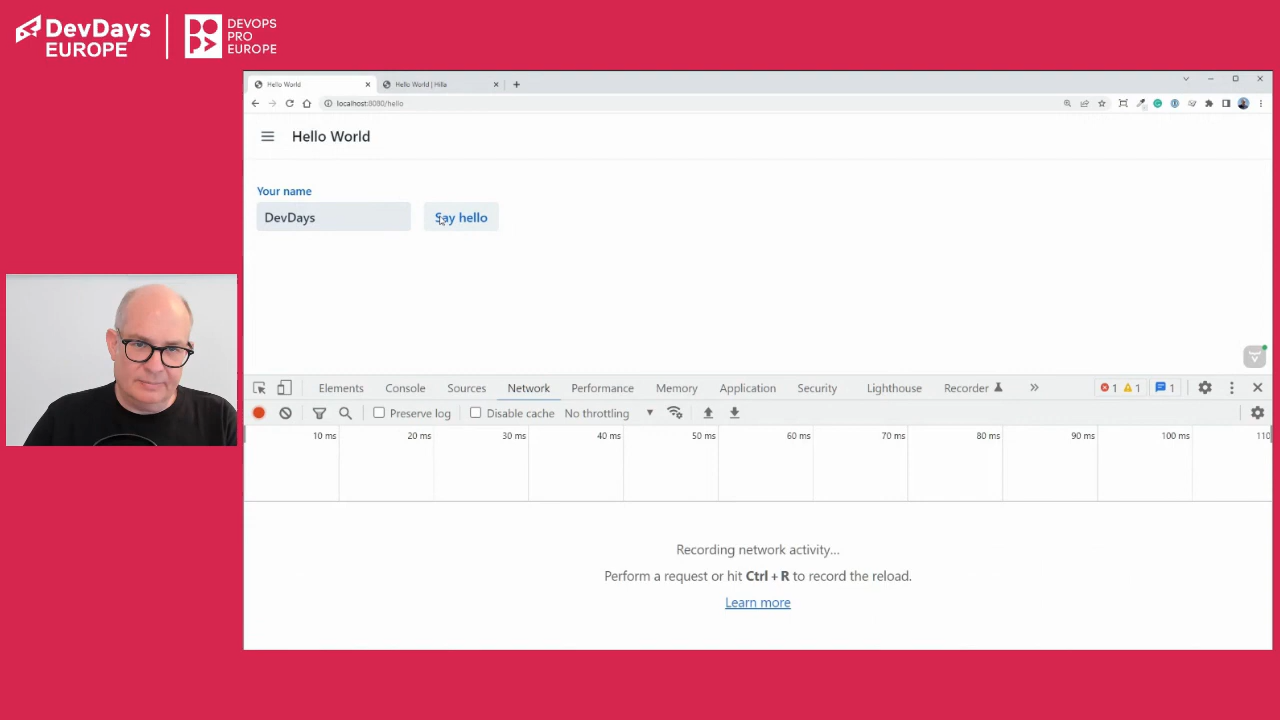 DevDays
EUROPE
DEVOPS
PRO
EUROPE
Hello World
Hello World | Hilla
localhost:8080/hello
Hello World
Your name
DevDays
Say hello
Elements
Console
Sources
Network
Performance
Memory
Application
Security
Lighthouse
Recorder
1
1
1
Preserve log
Disable cache
No throttling
10 ms
20 ms
30 ms
40 ms
50 ms
60 ms
70 ms
80 ms
90 ms
100 ms
110
Recording network activity...
Perform a request or hit Ctrl + R to record the reload.
Learn more